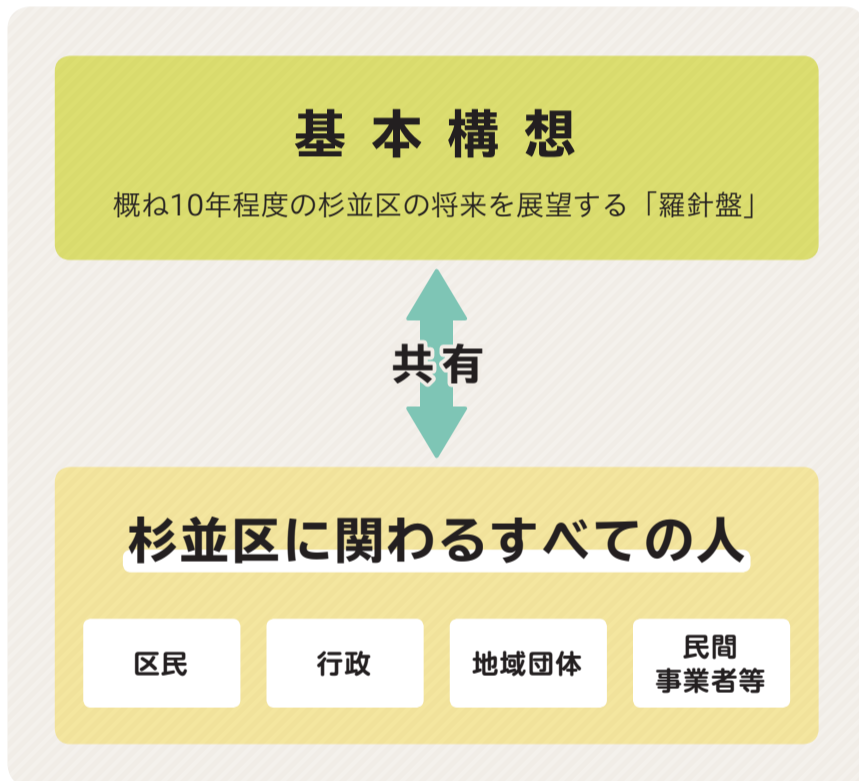 基本構想
概ね10年程度の杉並区の将来を展望する「羅針盤」
共有
杉並区に関わるすべての人
区民
行政
地域団体
民間
事業者等